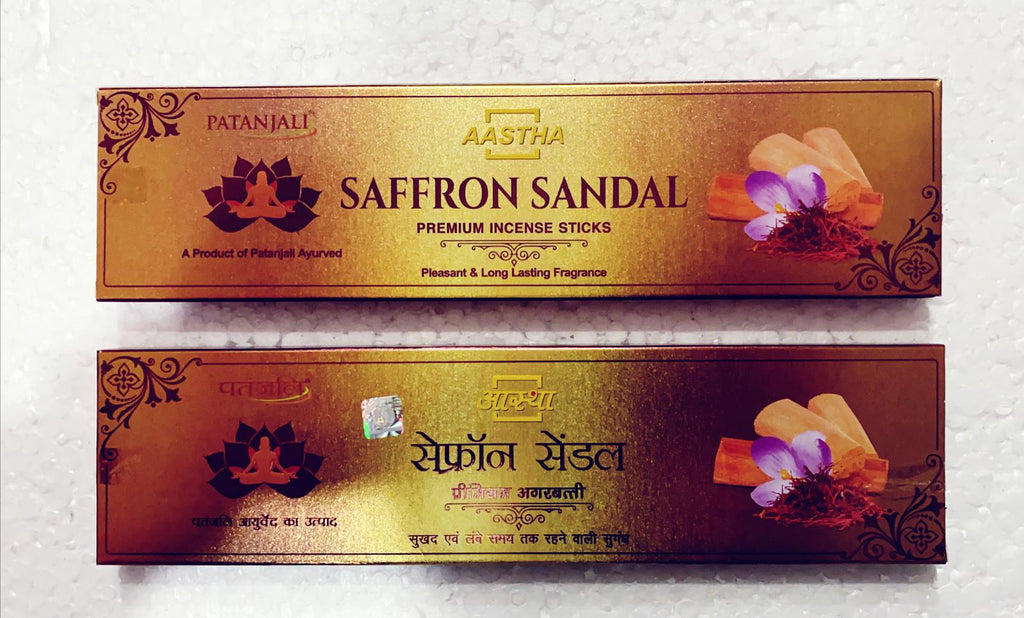 PATANJALI
AASTHA
SAFFRON SANDAL
PREMIUM INCENSE STICKS
A Product of Patanjali Ayurved
Pleasant & Long Lasting Fragrance
पतंजलि
आस्था
सेफ्रॉन सेंडल
प्रीमियम अगरबत्ती
पतंजलि आयुर्वेद का उत्पाद
सुखद एवं लंबे समय तक रहने वाली सुगंध